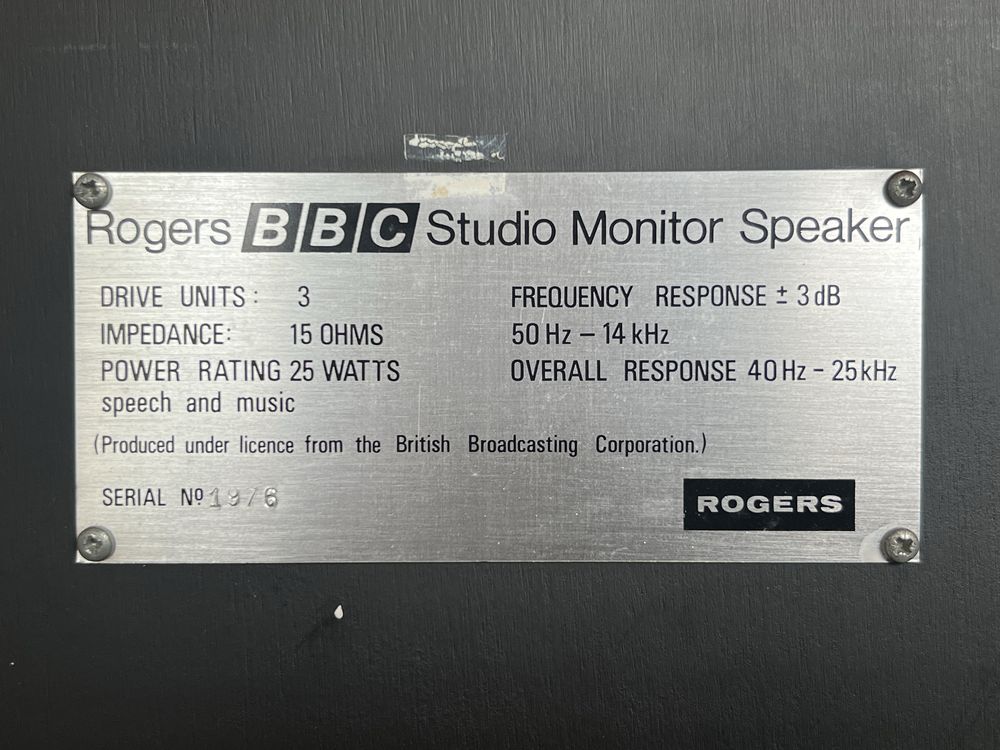 Rogers BBC Studio Monitor Speaker
DRIVE UNITS: 3
IMPEDANCE: 15 OHMS
POWER RATING 25 WATTS
speech and music
FREQUENCY RESPONSE ± 3 dB
50 Hz – 14 kHz
OVERALL RESPONSE 40 Hz - 25 kHz
(Produced under licence from the British Broadcasting Corporation.)
SERIAL Nº
ROGERS